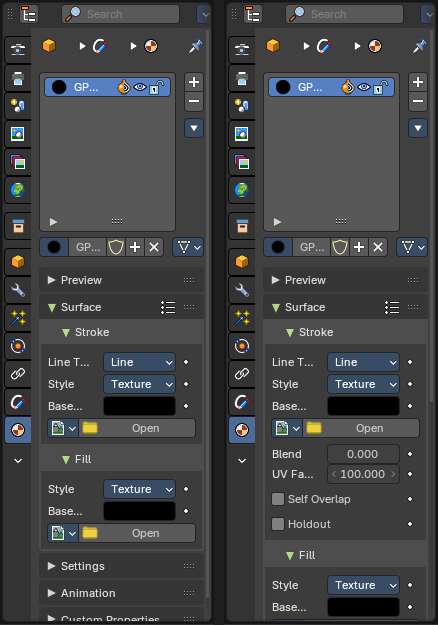 Search
GP...
GP...
Preview
Surface
Stroke
Line T... Line
Style Texture
Base...
Open
Fill
Style Texture
Base...
Open
Settings
Animation
Custom Properties
Search
GP...
GP...
Preview
Surface
Stroke
Line T... Line
Style Texture
Base...
Open
Blend 0.000
UV Fa... 100.000
Self Overlap
Holdout
Fill
Style Texture
Base...